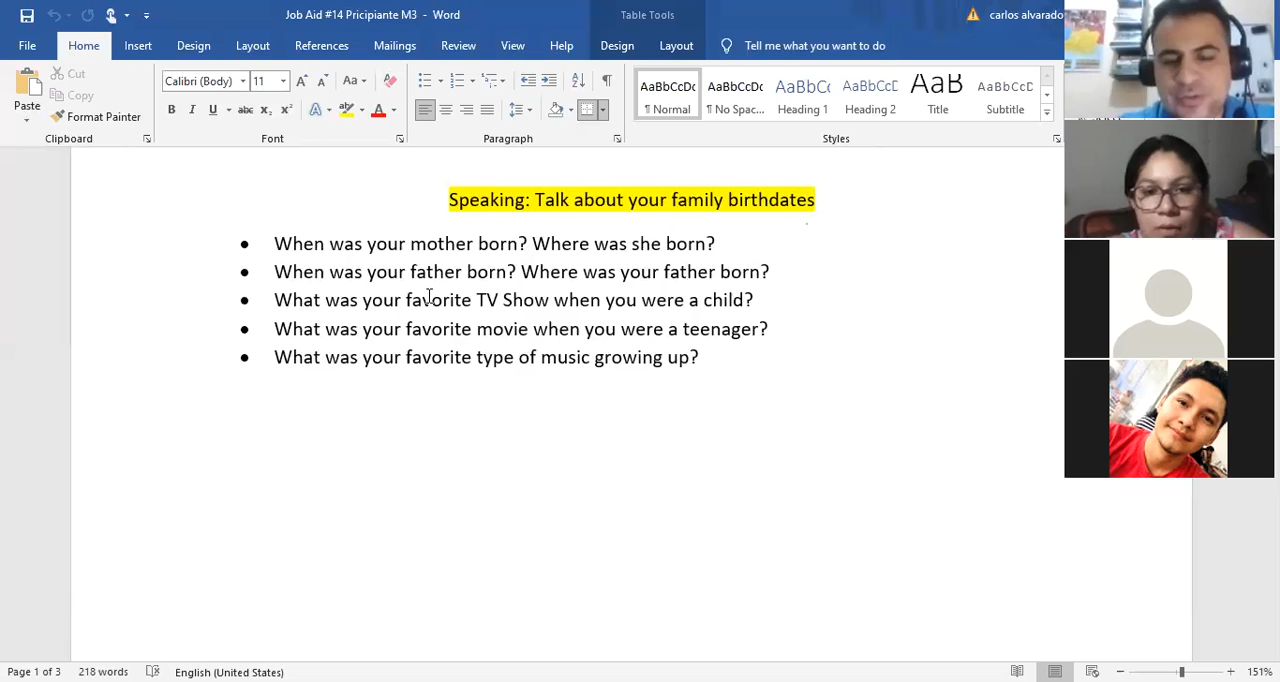 Job Aid #14 Pricipiante M3 - Word
Table Tools
carlos alvarado
File Home Insert Design Layout References Mailings Review View Help Design Layout Tell me what you want to do
Paste
Cut
Copy
Format Painter
Clipboard
Calibri (Body) 11
Font
Paragraph
AaBbCcDc AaBbCcDc AaBbCc AaBbCcD AaB AaBbCcD
¶ Normal ¶ No Spac... Heading 1 Heading 2 Title Subtitle
Styles
Speaking: Talk about your family birthdates
• When was your mother born? Where was she born?
• When was your father born? Where was your father born?
• What was your favorite TV Show when you were a child?
• What was your favorite movie when you were a teenager?
• What was your favorite type of music growing up?
Page 1 of 3 218 words English (United States) 151%